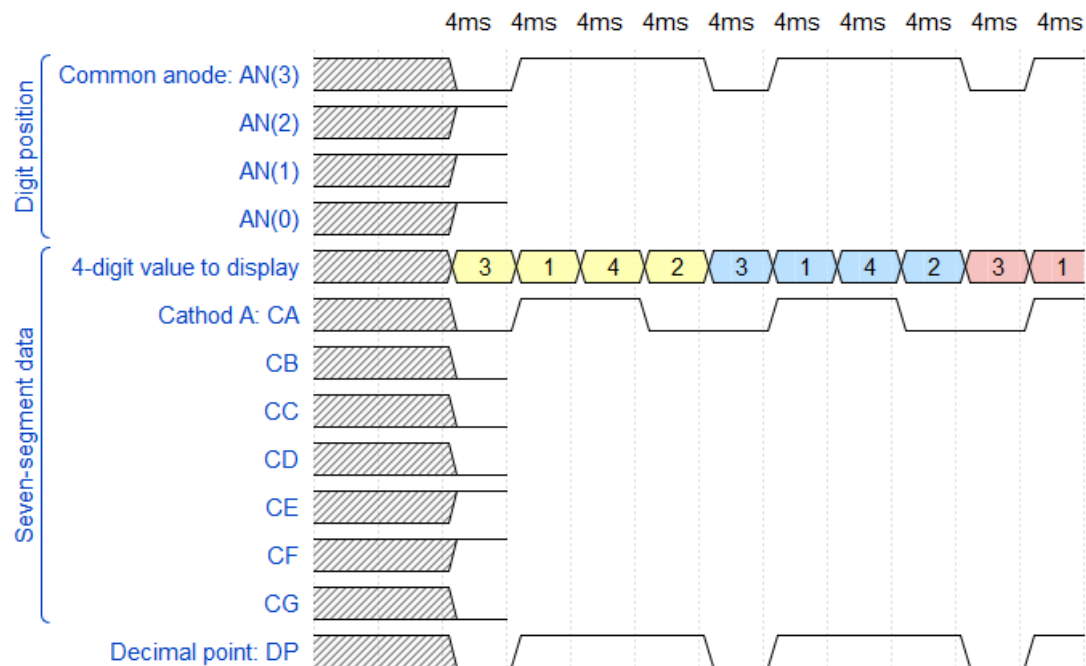 4ms 4ms 4ms 4ms 4ms 4ms 4ms 4ms 4ms 4ms
Digit position
Common anode: AN(3)
AN(2)
AN(1)
AN(0)
Seven-segment data
4-digit value to display 3 1 4 2 3 1 4 2 3 1
Cathod A: CA
CB
CC
CD
CE
CF
CG
Decimal point: DP